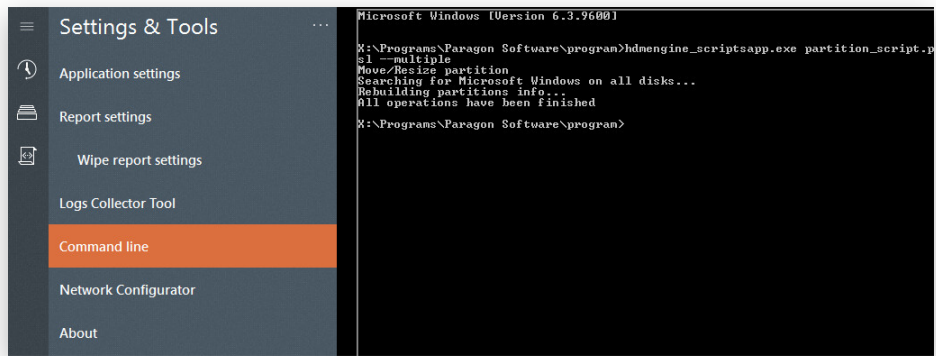 Settings & Tools
...
Application settings
Report settings
Wipe report settings
Logs Collector Tool
Command line
Network Configurator
About
Microsoft Windows [Version 6.3.9600]
X:\Programs\Paragon Software\program>hdmengine_scriptsapp.exe partition_script.p
sl --multiple
Move/Resize partition
Searching for Microsoft Windows on all disks...
Rebuilding partitions info...
All operations have been finished
X:\Programs\Paragon Software\program>